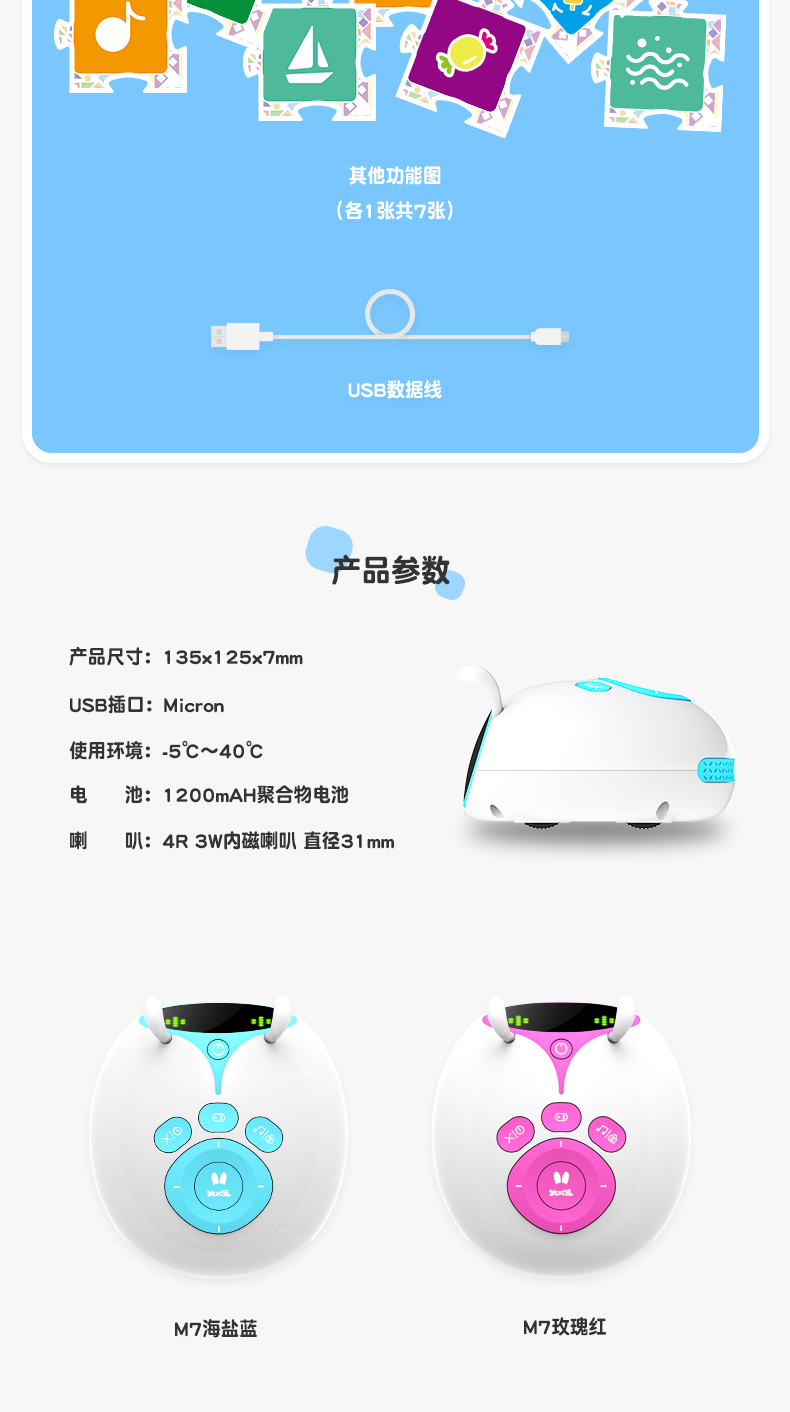 其他功能图
（各1张共7张）
USB数据线
产品参数
产品尺寸：135x125x7mm
USB插口：Micron
使用环境：-5℃～40℃
电 池：1200mAH聚合物电池
喇 叭：4R 3W内磁喇叭 直径31mm
M7海盐蓝
M7玫瑰红